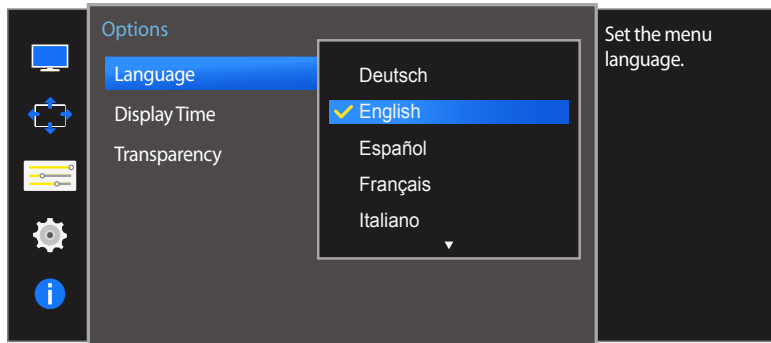 Options
Language
Display Time
Transparency
Deutsch
English
Español
Français
Italiano
Set the menu
language.